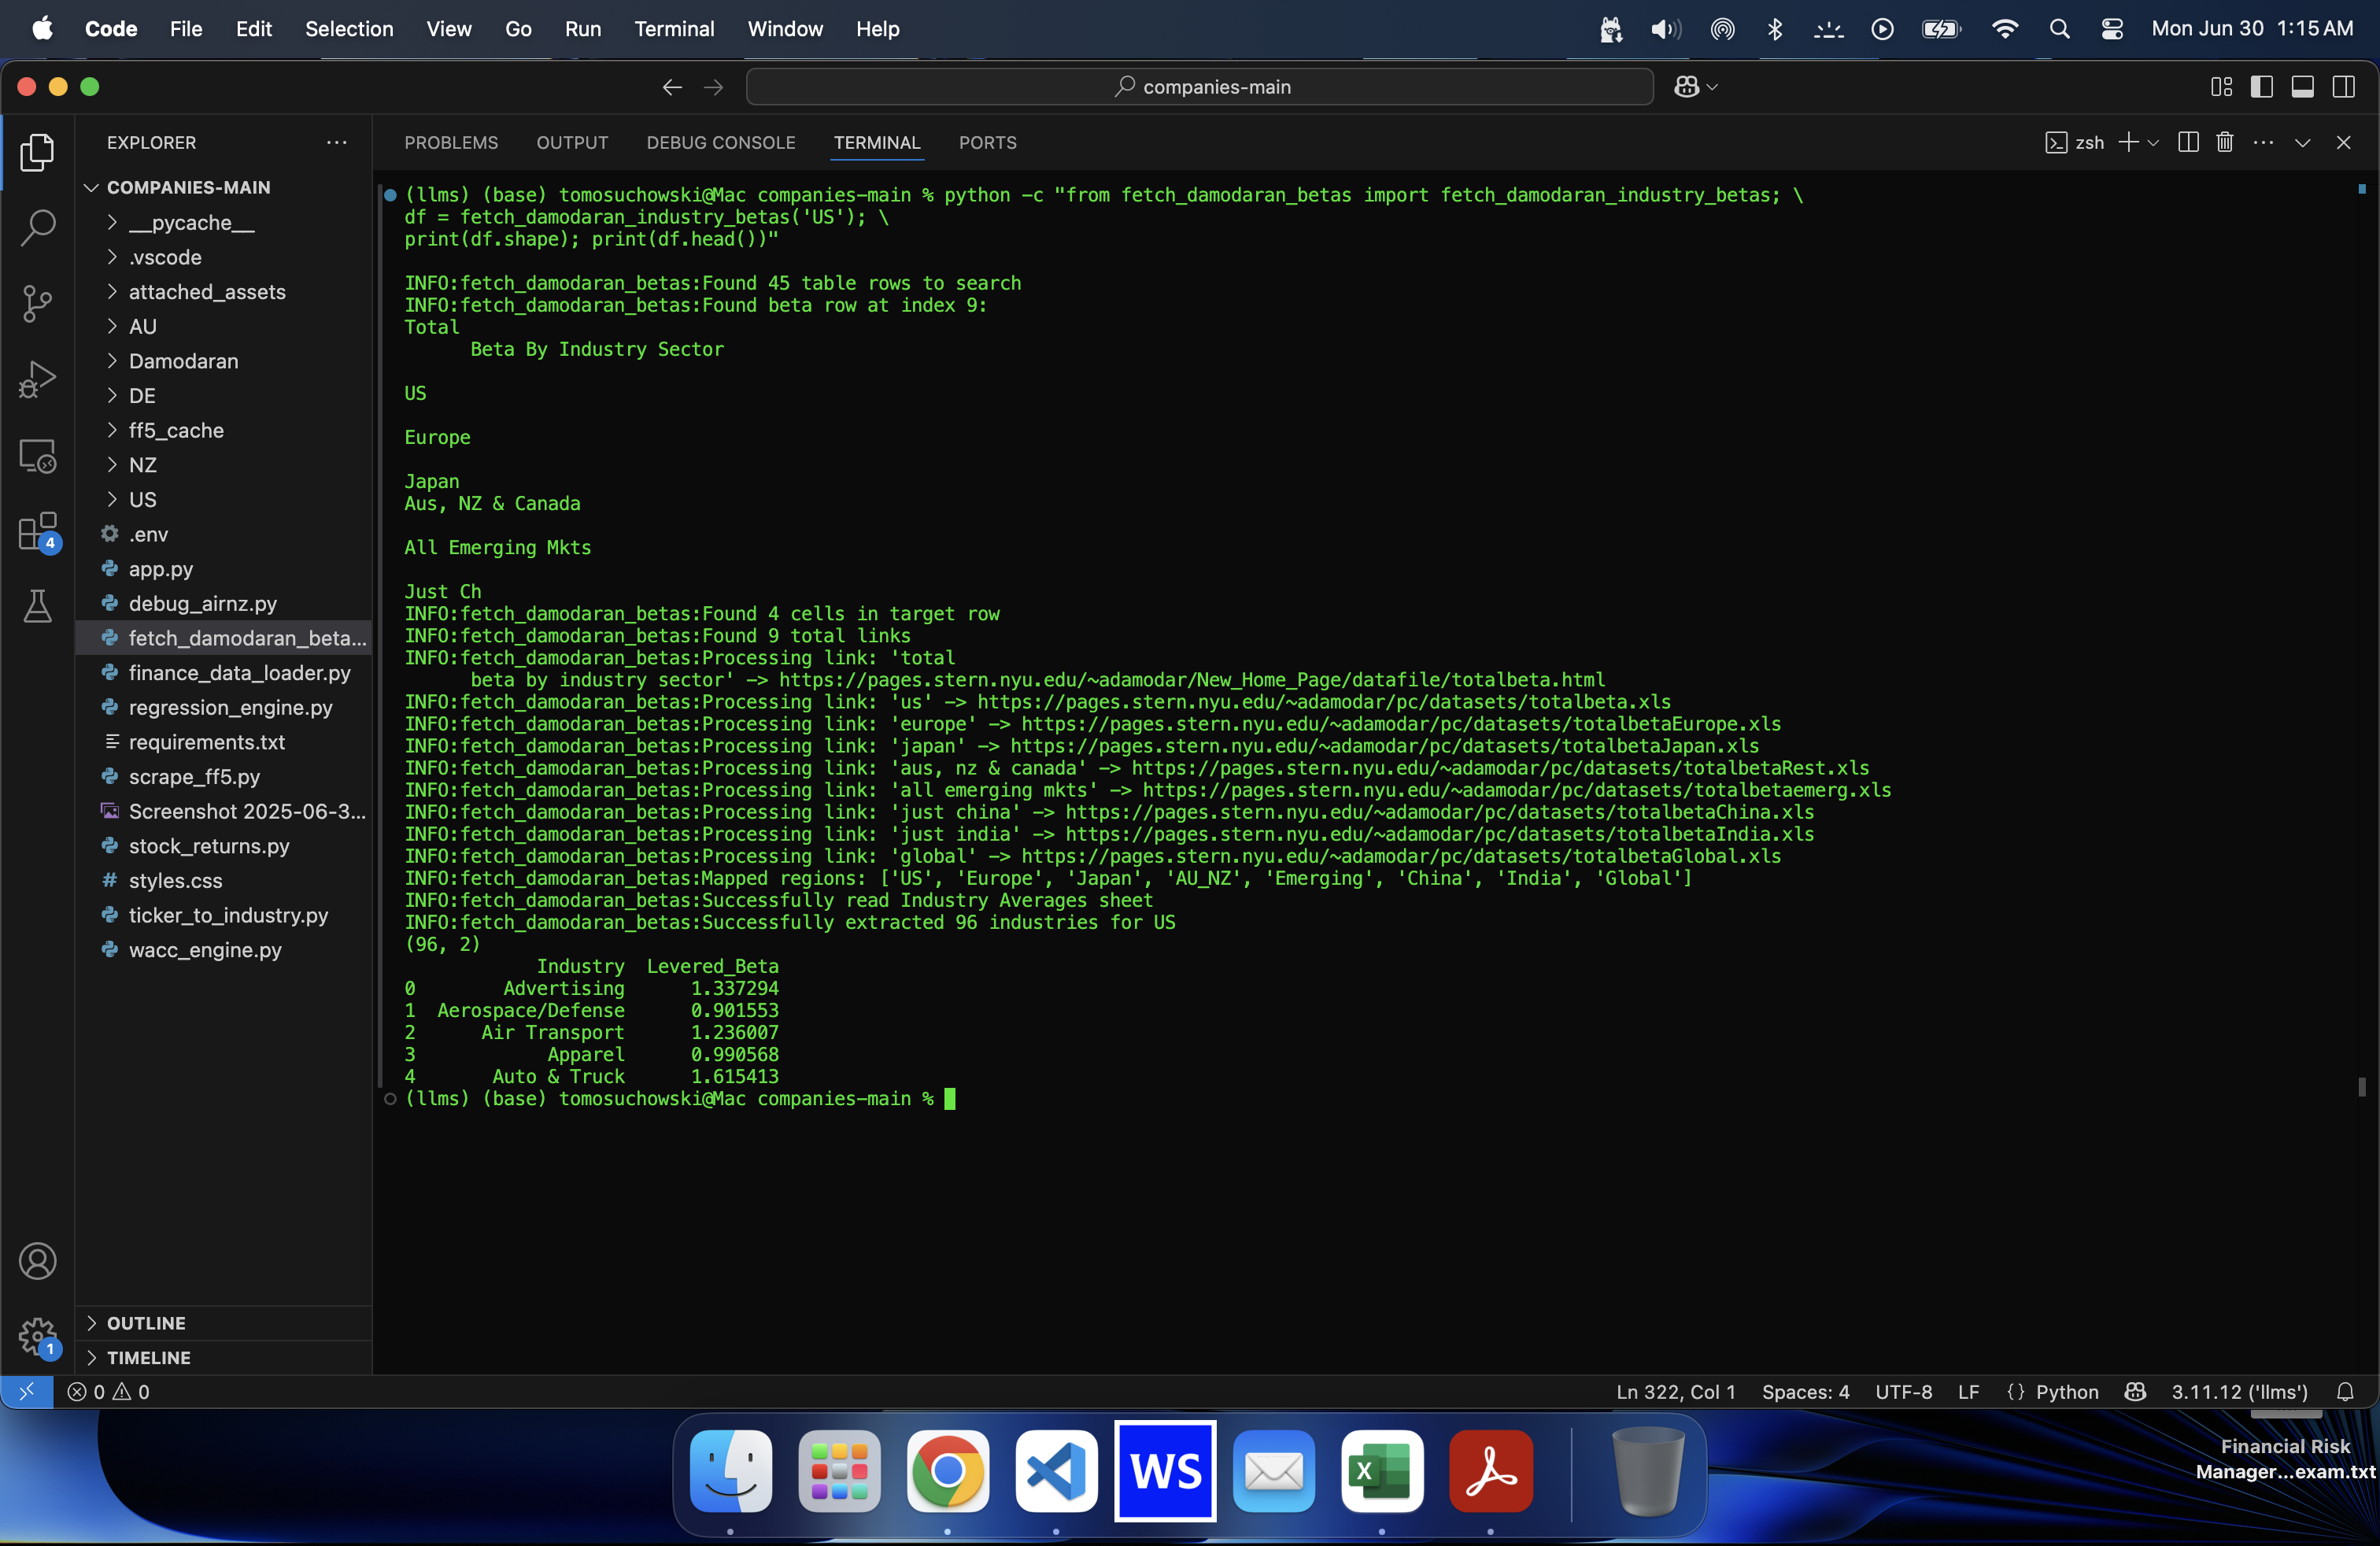 Code File Edit Selection View Go Run Terminal Window Help Mon Jun 30 1:15 AM
companies-main
EXPLORER
COMPANIES-MAIN
__pycache__
.vscode
attached_assets
AU
Damodaran
DE
ff5_cache
NZ
US
.env
app.py
debug_airnz.py
fetch_damodaran_beta...
finance_data_loader.py
regression_engine.py
requirements.txt
scrape_ff5.py
Screenshot 2025-06-3...
stock_returns.py
# styles.css
ticker_to_industry.py
wacc_engine.py
4
1
OUTLINE
TIMELINE
PROBLEMS OUTPUT DEBUG CONSOLE TERMINAL PORTS zsh
(llms) (base) tomosuchowski@Mac companies-main % python -c "from fetch_damodaran_betas import fetch_damodaran_industry_betas; \
df = fetch_damodaran_industry_betas('US'); \
print(df.shape); print(df.head())"
INFO:fetch_damodaran_betas:Found 45 table rows to search
INFO:fetch_damodaran_betas:Found beta row at index 9:
Total
Beta By Industry Sector
US
Europe
Japan
Aus, NZ & Canada
All Emerging Mkts
Just Ch
INFO:fetch_damodaran_betas:Found 4 cells in target row
INFO:fetch_damodaran_betas:Found 9 total links
INFO:fetch_damodaran_betas:Processing link: 'total
beta by industry sector' -> https://pages.stern.nyu.edu/~adamodar/New_Home_Page/datafile/totalbeta.html
INFO:fetch_damodaran_betas:Processing link: 'us' -> https://pages.stern.nyu.edu/~adamodar/pc/datasets/totalbeta.xls
INFO:fetch_damodaran_betas:Processing link: 'europe' -> https://pages.stern.nyu.edu/~adamodar/pc/datasets/totalbetaEurope.xls
INFO:fetch_damodaran_betas:Processing link: 'japan' -> https://pages.stern.nyu.edu/~adamodar/pc/datasets/totalbetaJapan.xls
INFO:fetch_damodaran_betas:Processing link: 'aus, nz & canada' -> https://pages.stern.nyu.edu/~adamodar/pc/datasets/totalbetaRest.xls
INFO:fetch_damodaran_betas:Processing link: 'all emerging mkts' -> https://pages.stern.nyu.edu/~adamodar/pc/datasets/totalbetaemerg.xls
INFO:fetch_damodaran_betas:Processing link: 'just china' -> https://pages.stern.nyu.edu/~adamodar/pc/datasets/totalbetaChina.xls
INFO:fetch_damodaran_betas:Processing link: 'just india' -> https://pages.stern.nyu.edu/~adamodar/pc/datasets/totalbetaIndia.xls
INFO:fetch_damodaran_betas:Processing link: 'global' -> https://pages.stern.nyu.edu/~adamodar/pc/datasets/totalbetaGlobal.xls
INFO:fetch_damodaran_betas:Mapped regions: ['US', 'Europe', 'Japan', 'AU_NZ', 'Emerging', 'China', 'India', 'Global']
INFO:fetch_damodaran_betas:Successfully read Industry Averages sheet
INFO:fetch_damodaran_betas:Successfully extracted 96 industries for US
(96, 2)
Industry Levered_Beta
0 Advertising 1.337294
1 Aerospace/Defense 0.901553
2 Air Transport 1.236007
3 Apparel 0.990568
4 Auto & Truck 1.615413
(llms) (base) tomosuchowski@Mac companies-main %
0 0 Ln 322, Col 1 Spaces: 4 UTF-8 LF {} Python 3.11.12 ('llms')
WS
X
Financial Risk
Manager...exam.txt